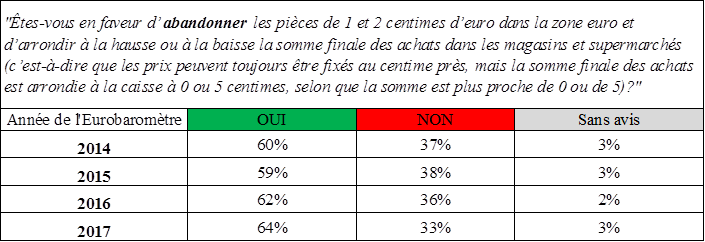 "Êtes-vous en faveur d'abandonner les pièces de 1 et 2 centimes d'euro dans la zone euro et
d'arrondir à la hausse ou à la baisse la somme finale des achats dans les magasins et supermarchés
(c'est-à-dire que les prix peuvent toujours être fixés au centime près, mais la somme finale des achats
est arrondie à la caisse à 0 ou 5 centimes, selon que la somme est plus proche de 0 ou de 5)?"
Année de l'Eurobaromètre OUI NON Sans avis
2014 60% 37% 3%
2015 59% 38% 3%
2016 62% 36% 2%
2017 64% 33% 3%